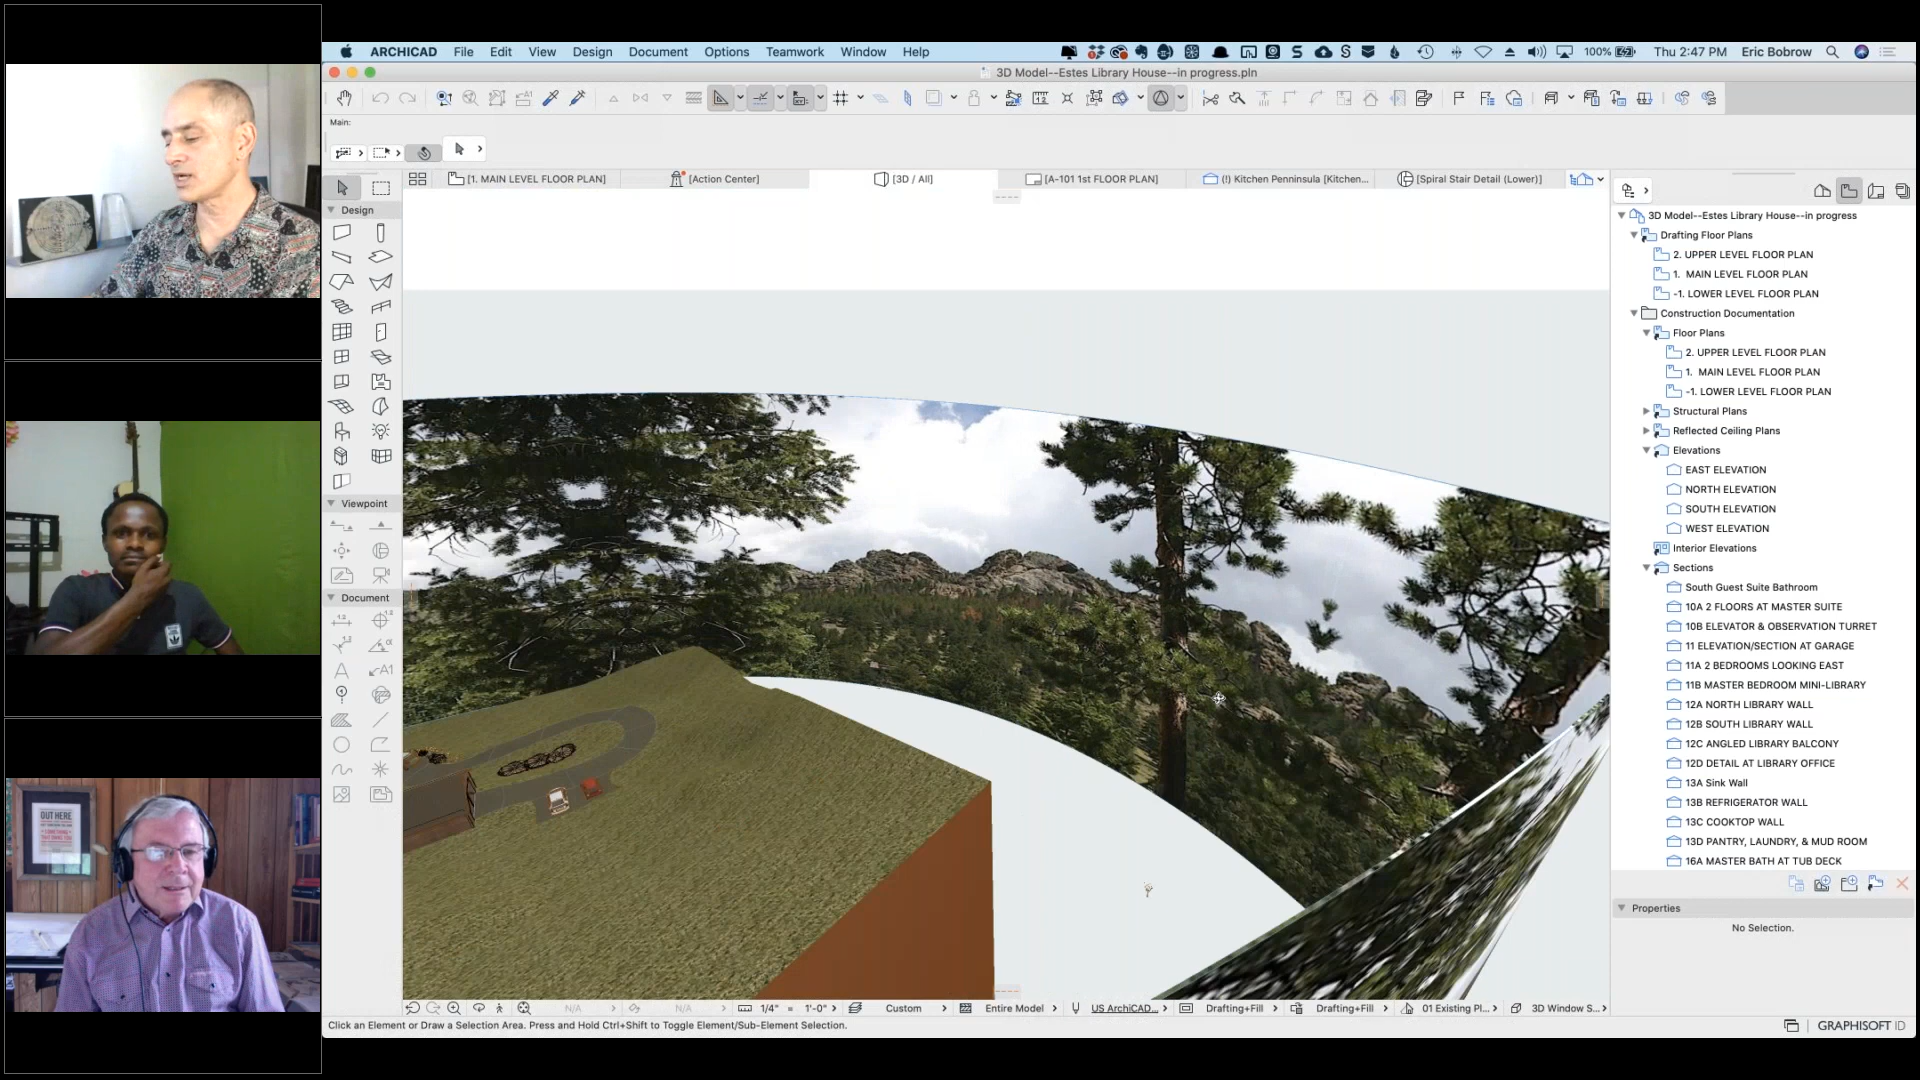 ARCHICAD File Edit View Design Document Options Teamwork Window Help
100% Thu 2:47 PM Eric Bobrow
3D Model--Estes Library House--in progress.pln
Main:
[1. MAIN LEVEL FLOOR PLAN] [Action Center] [3D / All] [A-101 1st FLOOR PLAN] (!) Kitchen Penninsula [Kitchen... [Spiral Stair Detail (Lower)]
Design
Viewpoint
Document
3D Model--Estes Library House--in progress
Drafting Floor Plans
2. UPPER LEVEL FLOOR PLAN
1. MAIN LEVEL FLOOR PLAN
-1. LOWER LEVEL FLOOR PLAN
Construction Documentation
Floor Plans
2. UPPER LEVEL FLOOR PLAN
1. MAIN LEVEL FLOOR PLAN
-1. LOWER LEVEL FLOOR PLAN
Structural Plans
Reflected Ceiling Plans
Elevations
EAST ELEVATION
NORTH ELEVATION
SOUTH ELEVATION
WEST ELEVATION
Interior Elevations
Sections
South Guest Suite Bathroom
10A 2 FLOORS AT MASTER SUITE
10B ELEVATOR & OBSERVATION TURRET
11 ELEVATION/SECTION AT GARAGE
11A 2 BEDROOMS LOOKING EAST
11B MASTER BEDROOM MINI-LIBRARY
12A NORTH LIBRARY WALL
12B SOUTH LIBRARY WALL
12C ANGLED LIBRARY BALCONY
12D DETAIL AT LIBRARY OFFICE
13A Sink Wall
13B REFRIGERATOR WALL
13C COOKTOP WALL
13D PANTRY, LAUNDRY, & MUD ROOM
16A MASTER BATH AT TUB DECK
Properties
No Selection.
OUT HERE
N/A N/A 1/4" = 1'-0" Custom Entire Model US ArchiCAD... Drafting+Fill Drafting+Fill 01 Existing Pl... 3D Window S...
Click an Element or Draw a Selection Area. Press and Hold Ctrl+Shift to Toggle Element/Sub-Element Selection.
GRAPHISOFT ID